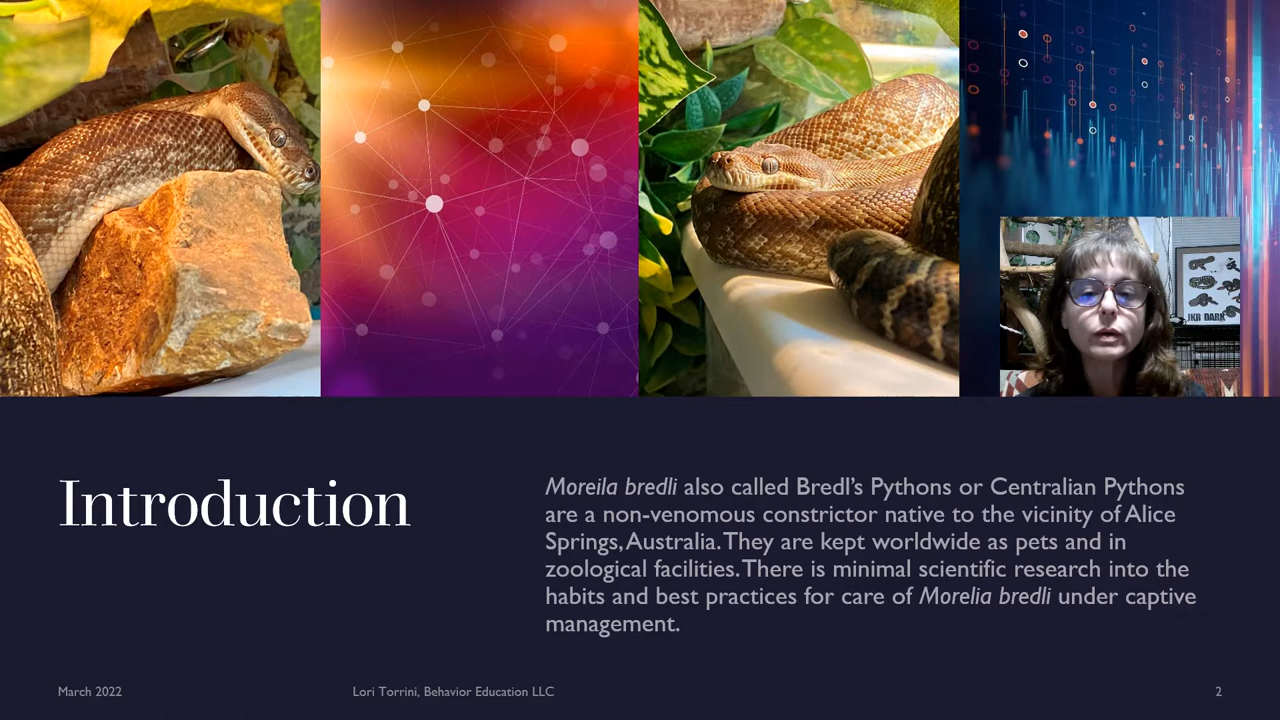 JKR DARK
Introduction
Moreila bredli also called Bredl's Pythons or Centralian Pythons
are a non-venomous constrictor native to the vicinity of Alice
Springs, Australia. They are kept worldwide as pets and in
zoological facilities. There is minimal scientific research into the
habits and best practices for care of Morelia bredli under captive
management.
March 2022
Lori Torrini, Behavior Education LLC
2